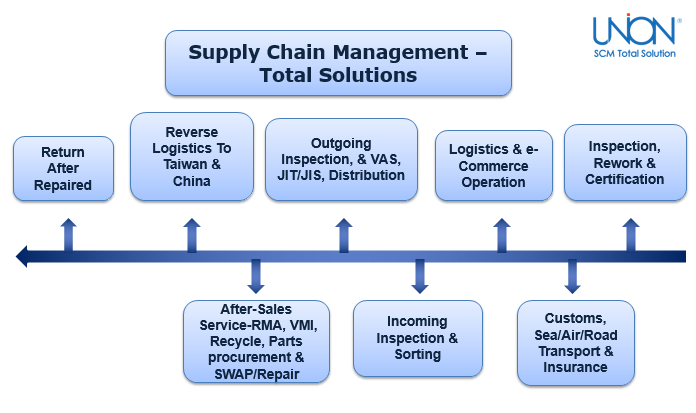 UNION®
SCM Total Solution
Supply Chain Management –
Total Solutions
Return
After
Repaired
Reverse
Logistics To
Taiwan &
China
Outgoing
Inspection, & VAS,
JIT/JIS, Distribution
Logistics & e-
Commerce
Operation
Inspection,
Rework &
Certification
After-Sales
Service-RMA, VMI,
Recycle, Parts
procurement &
SWAP/Repair
Incoming
Inspection &
Sorting
Customs,
Sea/Air/Road
Transport &
Insurance